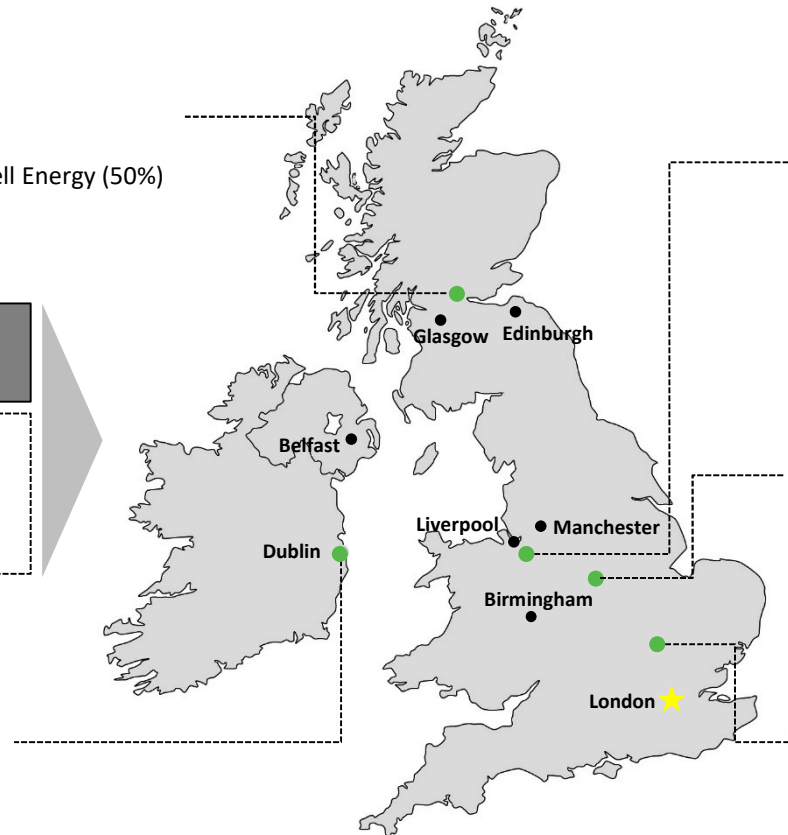 ell Energy (50%)
Glasgow
Edinburgh
Belfast
Liverpool
Manchester
Dublin
Birmingham
London